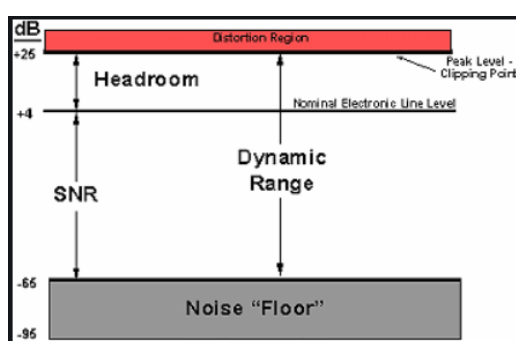 dB
Distortion Region
+25
Peak Level -
Clipping Point
Headroom
Nominal Electronic Line Level
+4
Dynamic
Range
SNR
-65
Noise “Floor”
-95